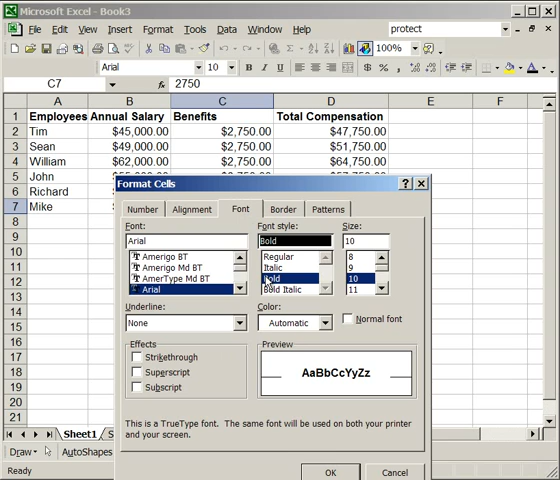 Microsoft Excel - Book3
File Edit View Insert Format Tools Data Window Help protect
100%
Arial 10 B I U $ % ,
C7 fx 2750
A B C D E F
1 Employees Annual Salary Benefits Total Compensation
2 Tim $45,000.00 $2,750.00 $47,750.00
3 Sean $49,000.00 $2,750.00 $51,750.00
4 William $62,000.00 $2,750.00 $64,750.00
5 John
6 Richard
7 Mike
8
9
10
11
12
13
14
15
16
17
18
19
20
21
Format Cells
Number Alignment Font Border Patterns
Font: Font style: Size:
Arial Bold 10
Amerigo BT Regular 8
Amerigo Md BT Italic 9
AmerType Md BT Bold 10
Arial Bold Italic 11
Underline: Color:
None Automatic Normal font
Effects Preview
Strikethrough
Superscript AaBbCcYyZz
Subscript
This is a TrueType font. The same font will be used on both your printer
and your screen.
OK Cancel
Sheet1
Draw AutoShapes
Ready